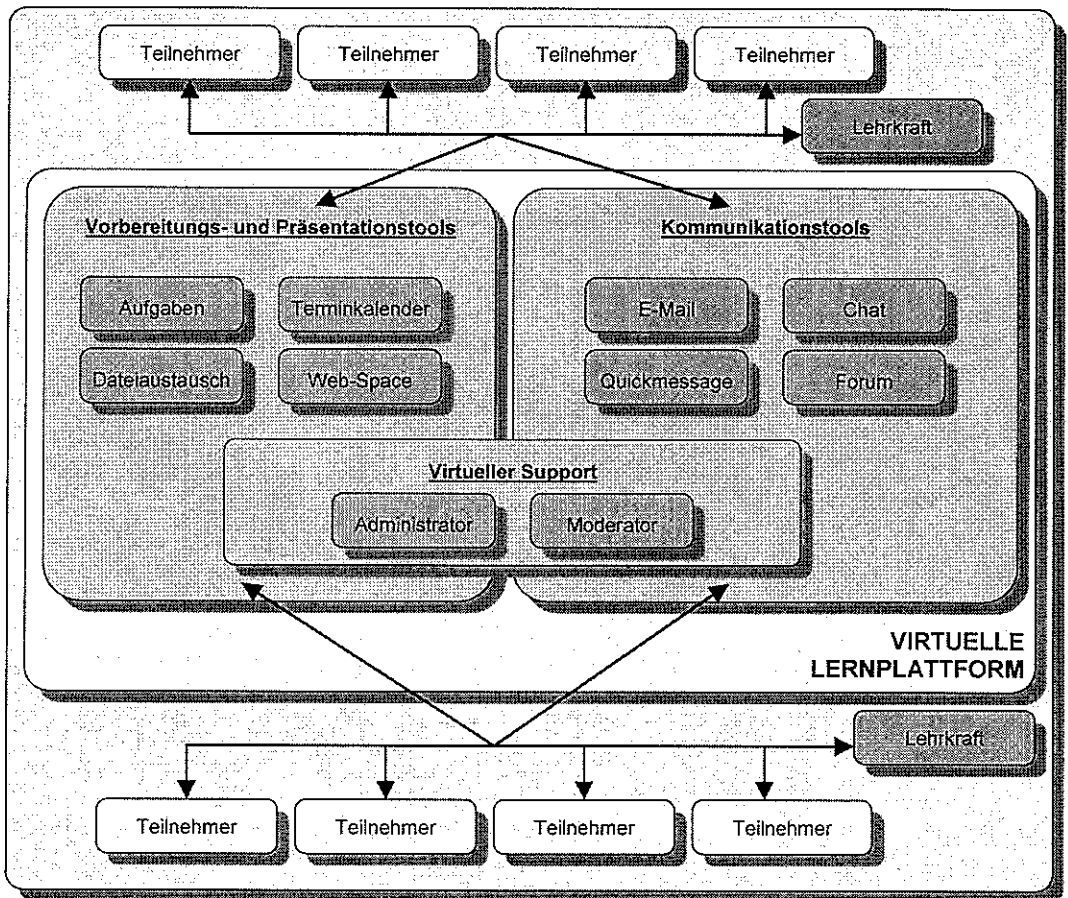 Teilnehmer
Teilnehmer
Teilnehmer
Teilnehmer
Lehrkraft
Vorbereitungs- und Präsentationstools
Aufgaben
Terminkalender
Dateiaustausch
Web-Space
Kommunikationstools
E-Mail
Chat
Quickmessage
Forum
Virtueller Support
Administrator
Moderator
VIRTUELLE
LERNPLATTFORM
Lehrkraft
Teilnehmer
Teilnehmer
Teilnehmer
Teilnehmer